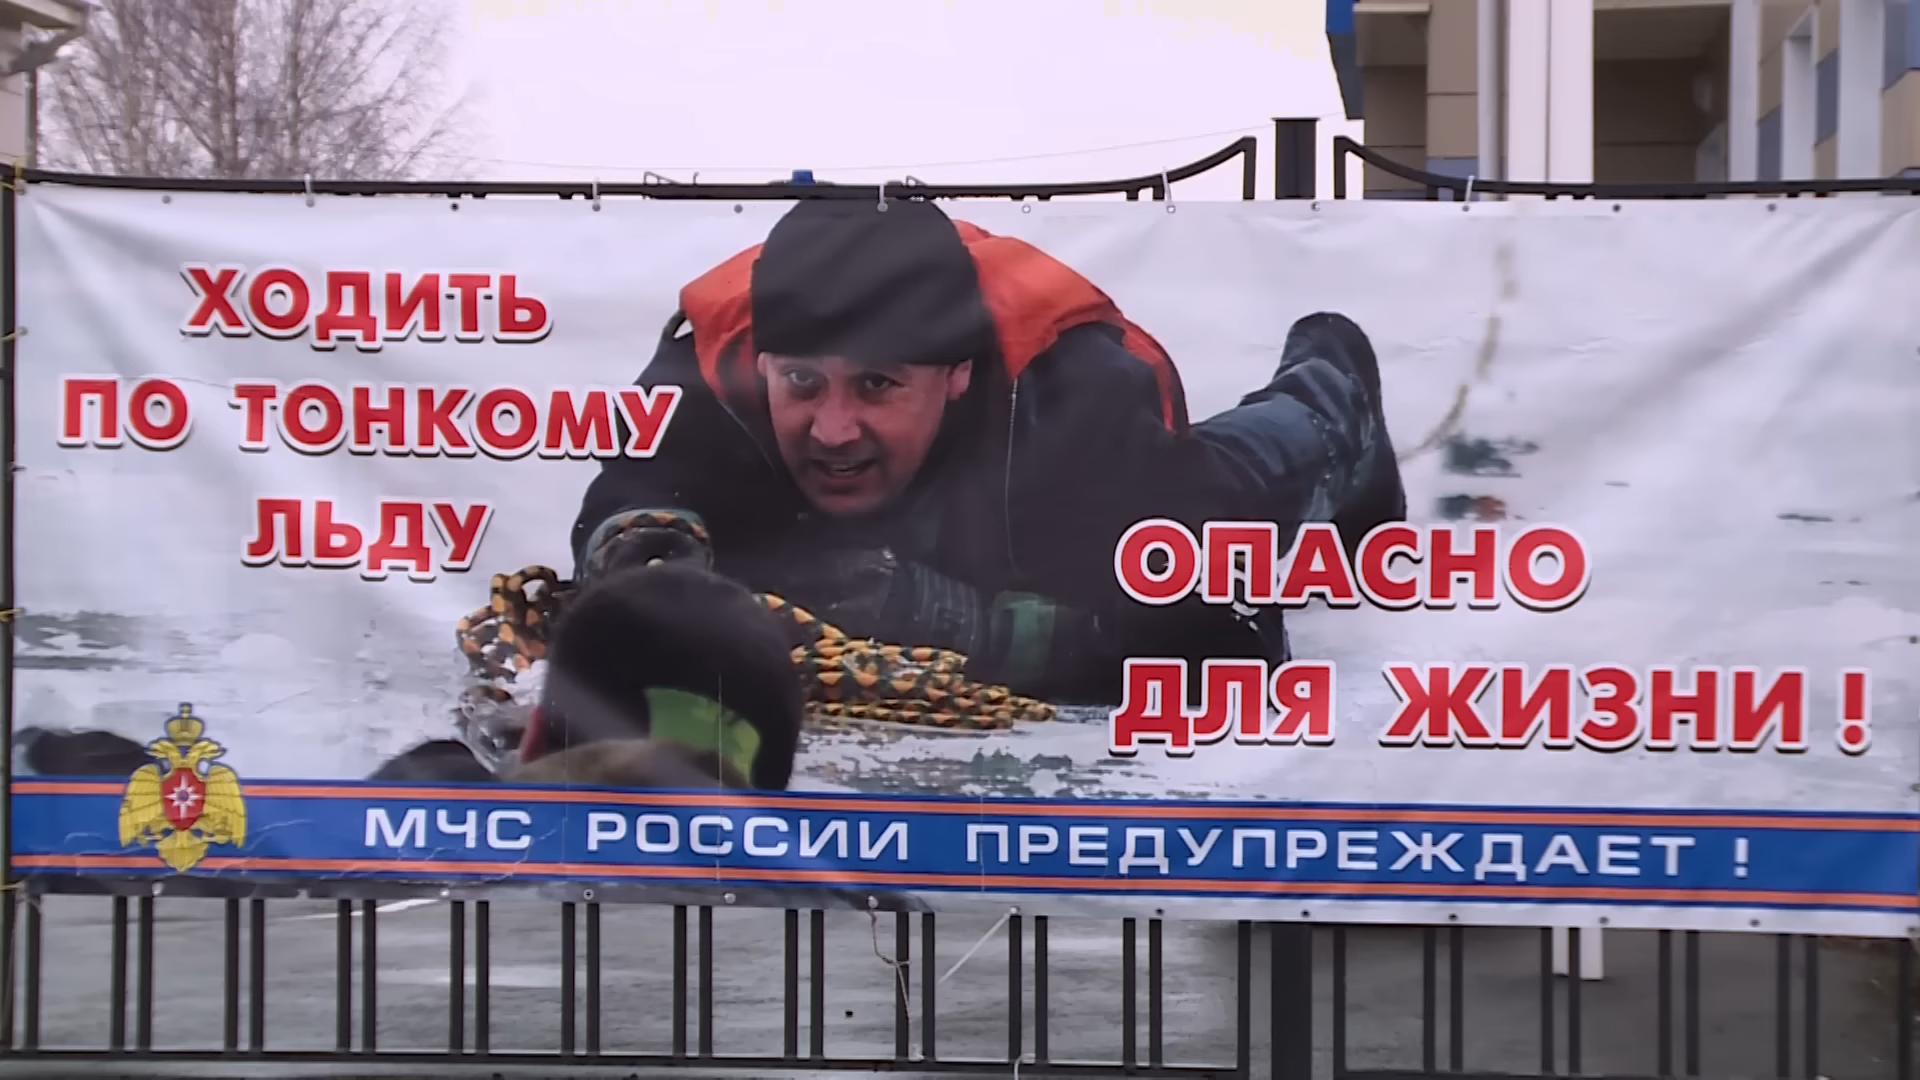 ХОДИТЬ
ПО ТОНКОМУ
ЛЬДУ
ОПАСНО
ДЛЯ ЖИЗНИ!
МЧС РОССИИ ПРЕДУПРЕЖДАЕТ!